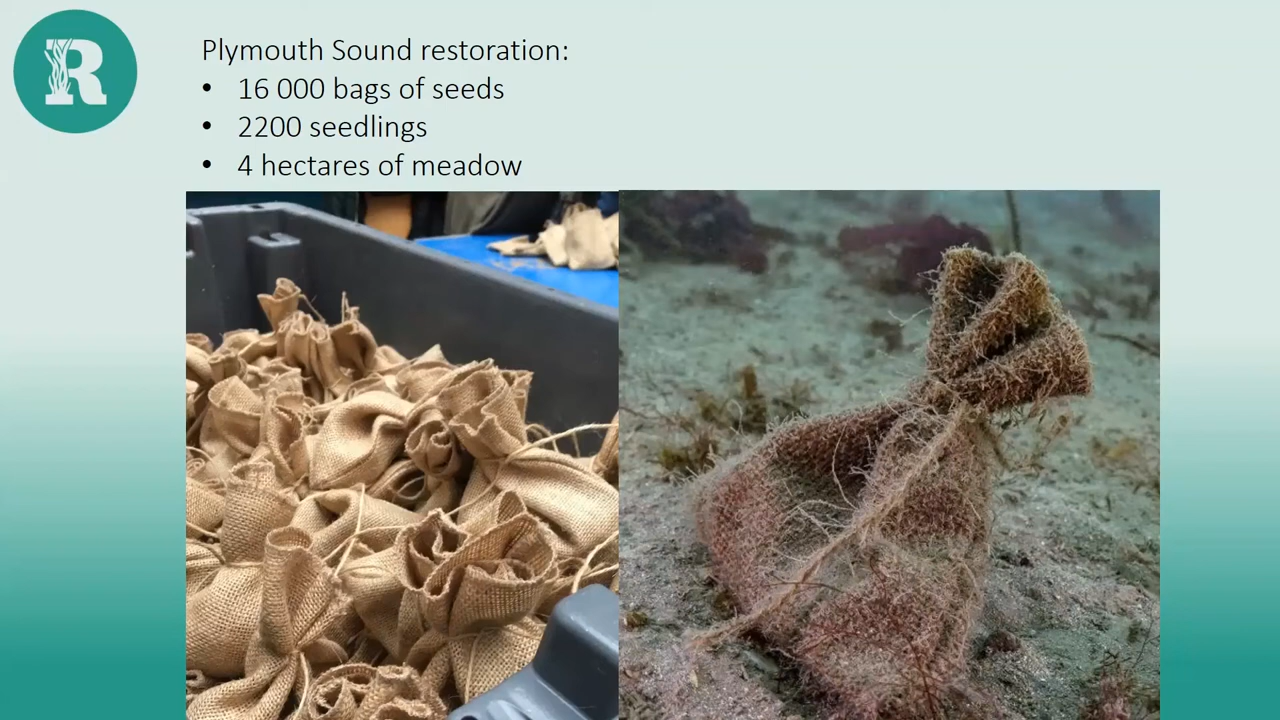 R
Plymouth Sound restoration:
• 16 000 bags of seeds
• 2200 seedlings
• 4 hectares of meadow